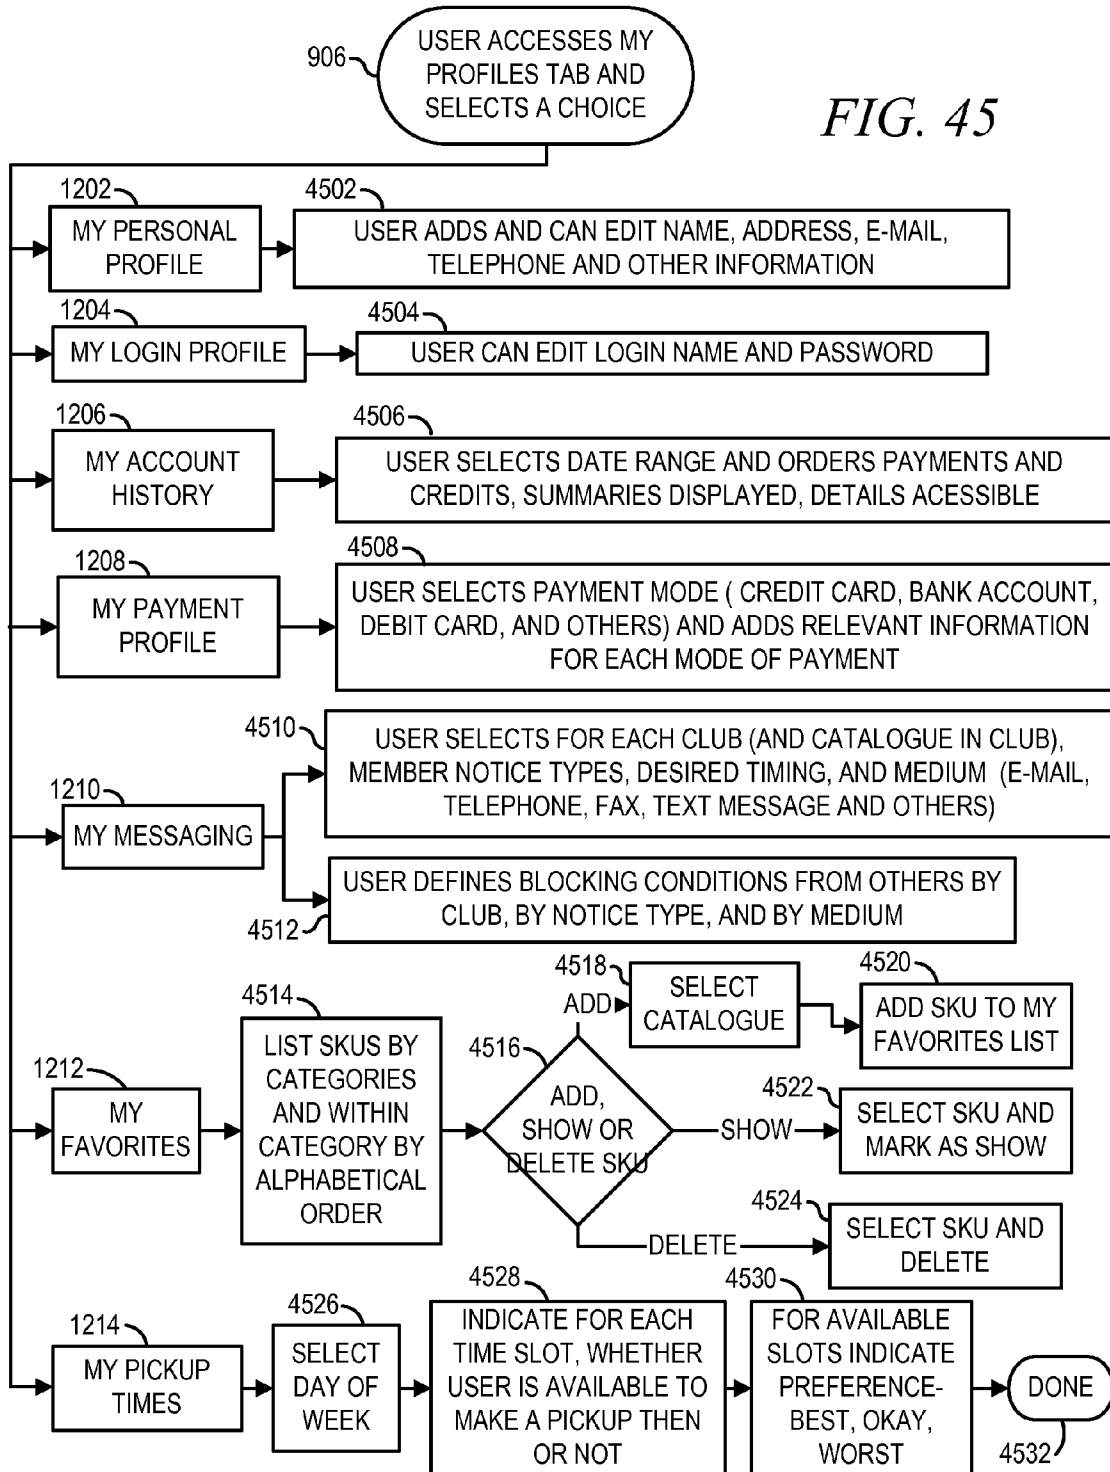 USER ACCESSES MY
PROFILES TAB AND
SELECTS A CHOICE
906
FIG. 45
1202
MY PERSONAL
PROFILE
4502
USER ADDS AND CAN EDIT NAME, ADDRESS, E-MAIL,
TELEPHONE AND OTHER INFORMATION
1204
MY LOGIN PROFILE
4504
USER CAN EDIT LOGIN NAME AND PASSWORD
1206
MY ACCOUNT
HISTORY
4506
USER SELECTS DATE RANGE AND ORDERS PAYMENTS AND
CREDITS, SUMMARIES DISPLAYED, DETAILS ACESSIBLE
1208
MY PAYMENT
PROFILE
4508
USER SELECTS PAYMENT MODE ( CREDIT CARD, BANK ACCOUNT,
DEBIT CARD, AND OTHERS) AND ADDS RELEVANT INFORMATION
FOR EACH MODE OF PAYMENT
1210
MY MESSAGING
4510
USER SELECTS FOR EACH CLUB (AND CATALOGUE IN CLUB),
MEMBER NOTICE TYPES, DESIRED TIMING, AND MEDIUM (E-MAIL,
TELEPHONE, FAX, TEXT MESSAGE AND OTHERS)
4512
USER DEFINES BLOCKING CONDITIONS FROM OTHERS BY
CLUB, BY NOTICE TYPE, AND BY MEDIUM
1212
MY
FAVORITES
4514
LIST SKUS BY
CATEGORIES
AND WITHIN
CATEGORY BY
ALPHABETICAL
ORDER
4516
ADD,
SHOW OR
DELETE SKU
ADD
4518
SELECT
CATALOGUE
4520
ADD SKU TO MY
FAVORITES LIST
SHOW
4522
SELECT SKU AND
MARK AS SHOW
DELETE
4524
SELECT SKU AND
DELETE
1214
MY PICKUP
TIMES
4526
SELECT
DAY OF
WEEK
4528
INDICATE FOR EACH
TIME SLOT, WHETHER
USER IS AVAILABLE TO
MAKE A PICKUP THEN
OR NOT
4530
FOR AVAILABLE
SLOTS INDICATE
PREFERENCE-
BEST, OKAY,
WORST
DONE
4532